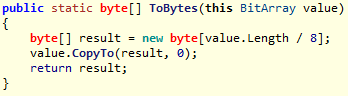 public static byte[] ToBytes(this BitArray value)
{
    byte[] result = new byte[value.Length / 8];
    value.CopyTo(result, 0);
    return result;
}